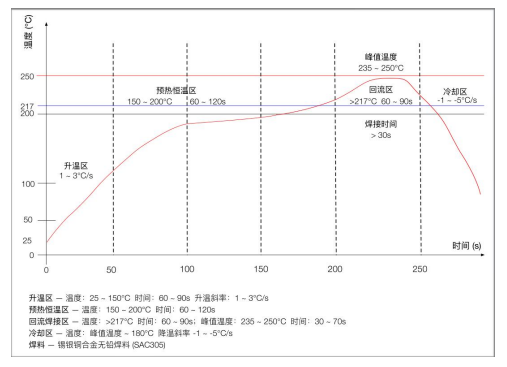 温度 (℃)
峰值温度
235 ~ 250℃
250
预热恒温区
150 ~ 200℃ 60 ~ 120s
回流区
>217℃ 60 ~ 90s
冷却区
-1 ~ -5℃/s
217
200
焊接时间
> 30s
升温区
1 ~ 3℃/s
100
50
25
0
时间 (s)
0 50 100 150 200 250
升温区 — 温度：25 ~ 150℃ 时间：60 ~ 90s 升温斜率：1 ~ 3℃/s
预热恒温区 — 温度：150 ~ 200℃ 时间：60 ~ 120s
回流焊接区 — 温度：>217℃ 时间：60 ~ 90s；峰值温度：235 ~ 250℃ 时间：30 ~ 70s
冷却区 — 温度：峰值温度 ~ 180℃ 降温斜率 -1 ~ -5℃/s
焊料 — 锡银铜合金无铅焊料 (SAC305)